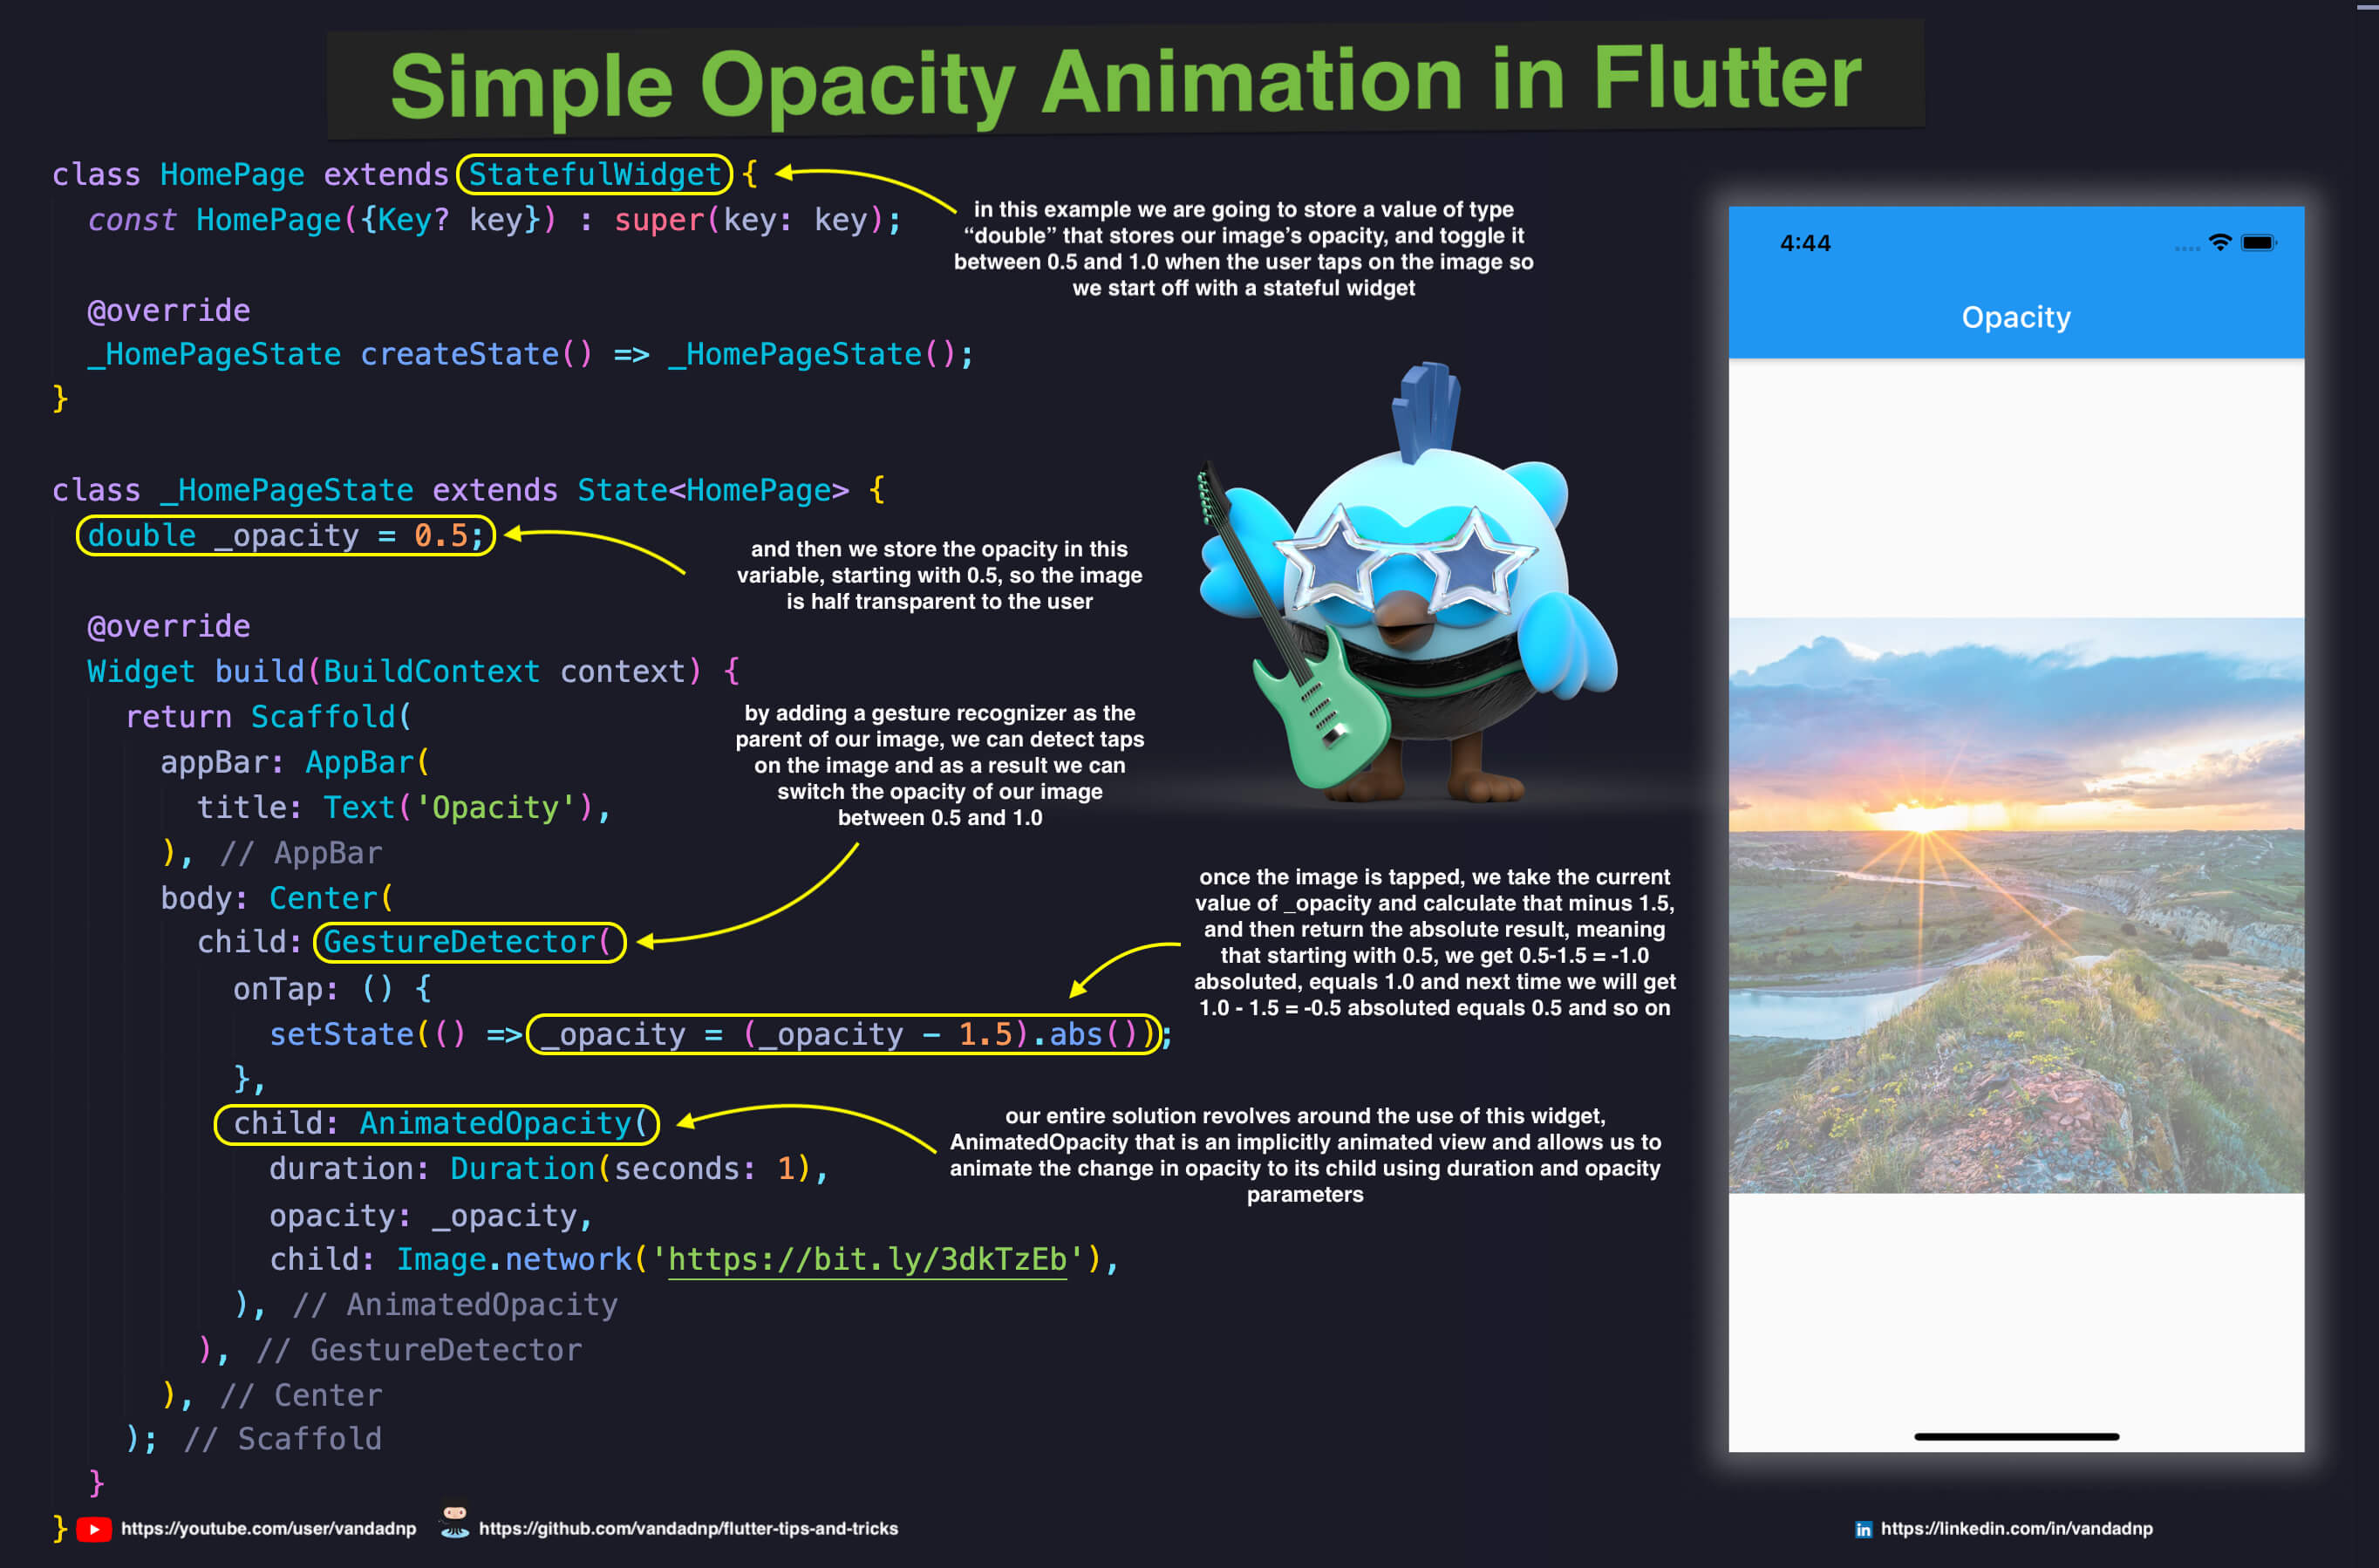 Simple Opacity Animation in Flutter
class HomePage extends StatefulWidget {
const HomePage({Key? key}) : super(key: key);
in this example we are going to store a value of type
“double” that stores our image’s opacity, and toggle it
between 0.5 and 1.0 when the user taps on the image so
we start off with a stateful widget
@override
_HomePageState createState() => _HomePageState();
}
class _HomePageState extends State<HomePage> {
double _opacity = 0.5;
and then we store the opacity in this
variable, starting with 0.5, so the image
is half transparent to the user
@override
Widget build(BuildContext context) {
return Scaffold(
appBar: AppBar(
title: Text('Opacity'),
), // AppBar
body: Center(
child: GestureDetector(
by adding a gesture recognizer as the
parent of our image, we can detect taps
on the image and as a result we can
switch the opacity of our image
between 0.5 and 1.0
onTap: () {
setState(() => _opacity = (_opacity - 1.5).abs());
once the image is tapped, we take the current
value of _opacity and calculate that minus 1.5,
and then return the absolute result, meaning
that starting with 0.5, we get 0.5-1.5 = -1.0
absoluted, equals 1.0 and next time we will get
1.0 - 1.5 = -0.5 absoluted equals 0.5 and so on
},
child: AnimatedOpacity(
our entire solution revolves around the use of this widget,
AnimatedOpacity that is an implicitly animated view and allows us to
animate the change in opacity to its child using duration and opacity
parameters
duration: Duration(seconds: 1),
opacity: _opacity,
child: Image.network('https://bit.ly/3dkTzEb'),
), // AnimatedOpacity
), // GestureDetector
), // Center
); // Scaffold
}
}
4:44
Opacity
https://youtube.com/user/vandadnp
https://github.com/vandadnp/flutter-tips-and-tricks
in https://linkedin.com/in/vandadnp